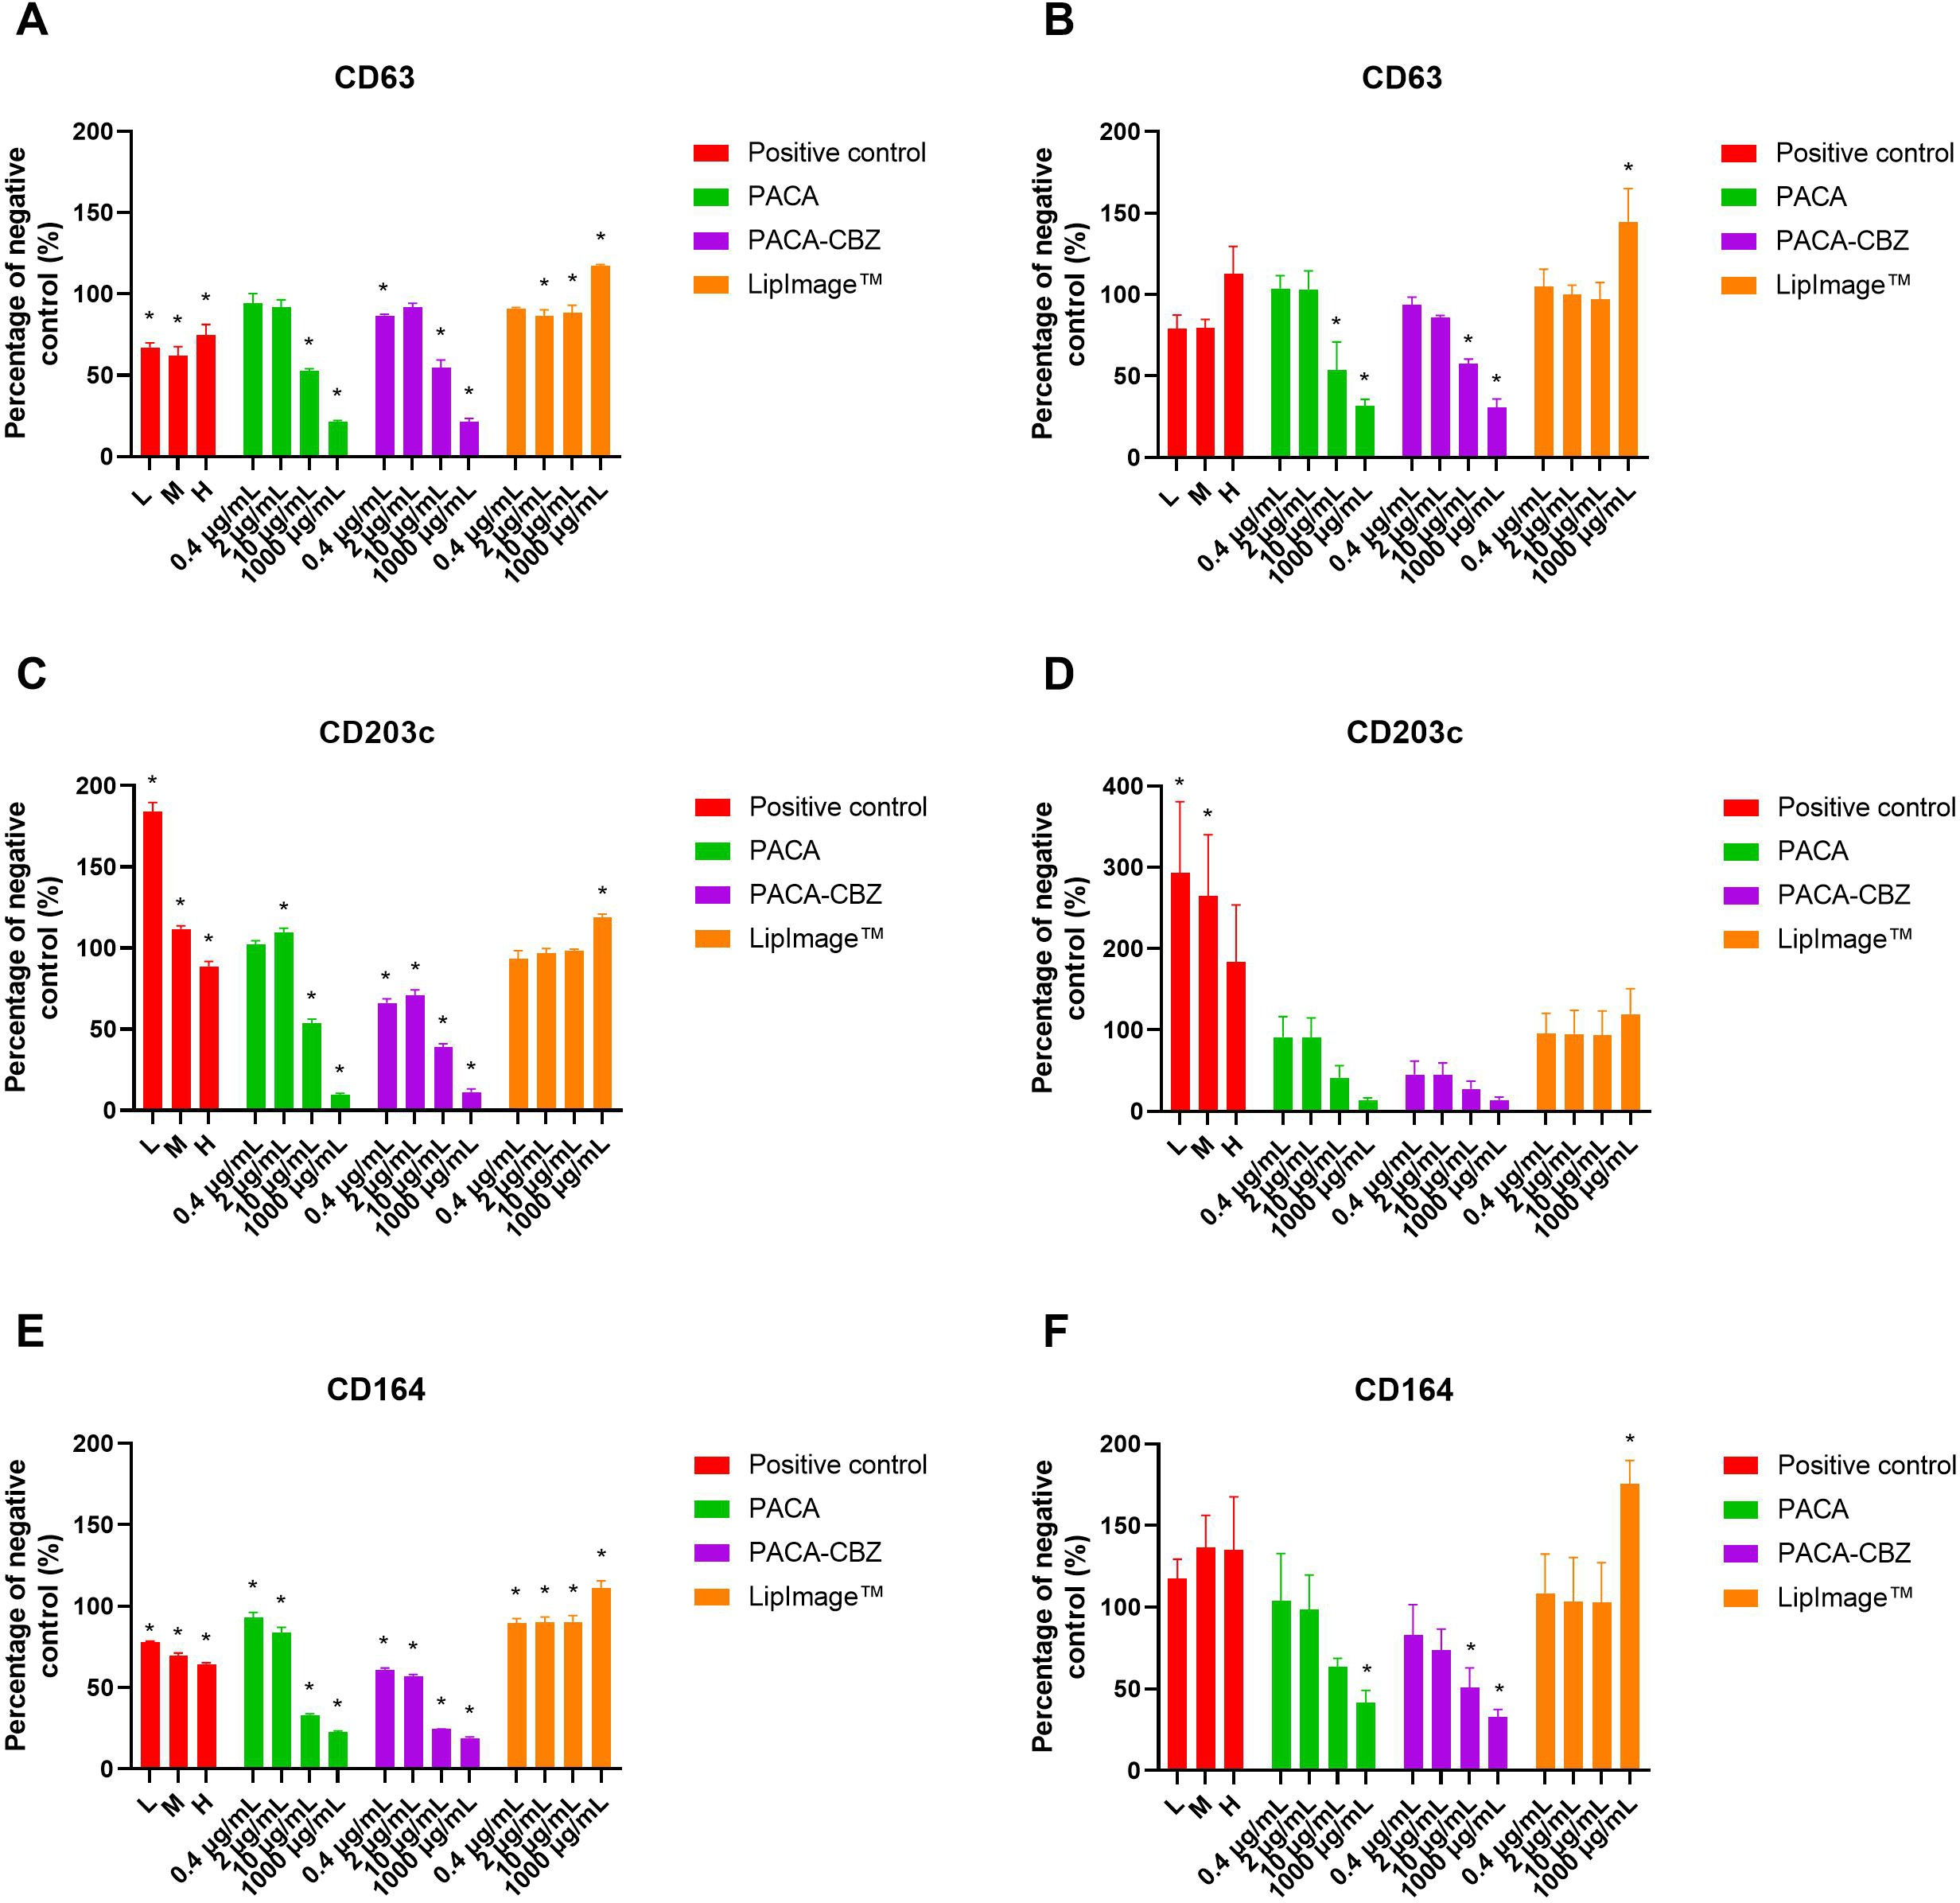 A
CD63
Percentage of negative
control (%)
200
150
100
50
0
* * * * * * * * * * *
L M H 0.4 µg/mL 2 µg/mL 10 µg/mL 1000 µg/mL 0.4 µg/mL 2 µg/mL 10 µg/mL 1000 µg/mL 0.4 µg/mL 2 µg/mL 10 µg/mL 1000 µg/mL
Positive control
PACA
PACA-CBZ
LipImage™
B
CD63
Percentage of negative
control (%)
200
150
100
50
0
* * * * *
L M H 0.4 µg/mL 2 µg/mL 10 µg/mL 1000 µg/mL 0.4 µg/mL 2 µg/mL 10 µg/mL 1000 µg/mL 0.4 µg/mL 2 µg/mL 10 µg/mL 1000 µg/mL
Positive control
PACA
PACA-CBZ
LipImage™
C
CD203c
Percentage of negative
control (%)
200
150
100
50
0
* * * * * * * * * * *
L M H 0.4 µg/mL 2 µg/mL 10 µg/mL 1000 µg/mL 0.4 µg/mL 2 µg/mL 10 µg/mL 1000 µg/mL 0.4 µg/mL 2 µg/mL 10 µg/mL 1000 µg/mL
Positive control
PACA
PACA-CBZ
LipImage™
D
CD203c
Percentage of negative
control (%)
400
300
200
100
0
* *
L M H 0.4 µg/mL 2 µg/mL 10 µg/mL 1000 µg/mL 0.4 µg/mL 2 µg/mL 10 µg/mL 1000 µg/mL 0.4 µg/mL 2 µg/mL 10 µg/mL 1000 µg/mL
Positive control
PACA
PACA-CBZ
LipImage™
E
CD164
Percentage of negative
control (%)
200
150
100
50
0
* * * * * * * * * * * * * * *
L M H 0.4 µg/mL 2 µg/mL 10 µg/mL 1000 µg/mL 0.4 µg/mL 2 µg/mL 10 µg/mL 1000 µg/mL 0.4 µg/mL 2 µg/mL 10 µg/mL 1000 µg/mL
Positive control
PACA
PACA-CBZ
LipImage™
F
CD164
Percentage of negative
control (%)
200
150
100
50
0
* * * *
L M H 0.4 µg/mL 2 µg/mL 10 µg/mL 1000 µg/mL 0.4 µg/mL 2 µg/mL 10 µg/mL 1000 µg/mL 0.4 µg/mL 2 µg/mL 10 µg/mL 1000 µg/mL
Positive control
PACA
PACA-CBZ
LipImage™